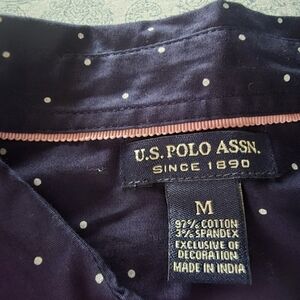 U.S. POLO ASSN.
SINCE 1890
M
97% COTTON
3% SPANDEX
EXCLUSIVE OF
DECORATION
MADE IN INDIA